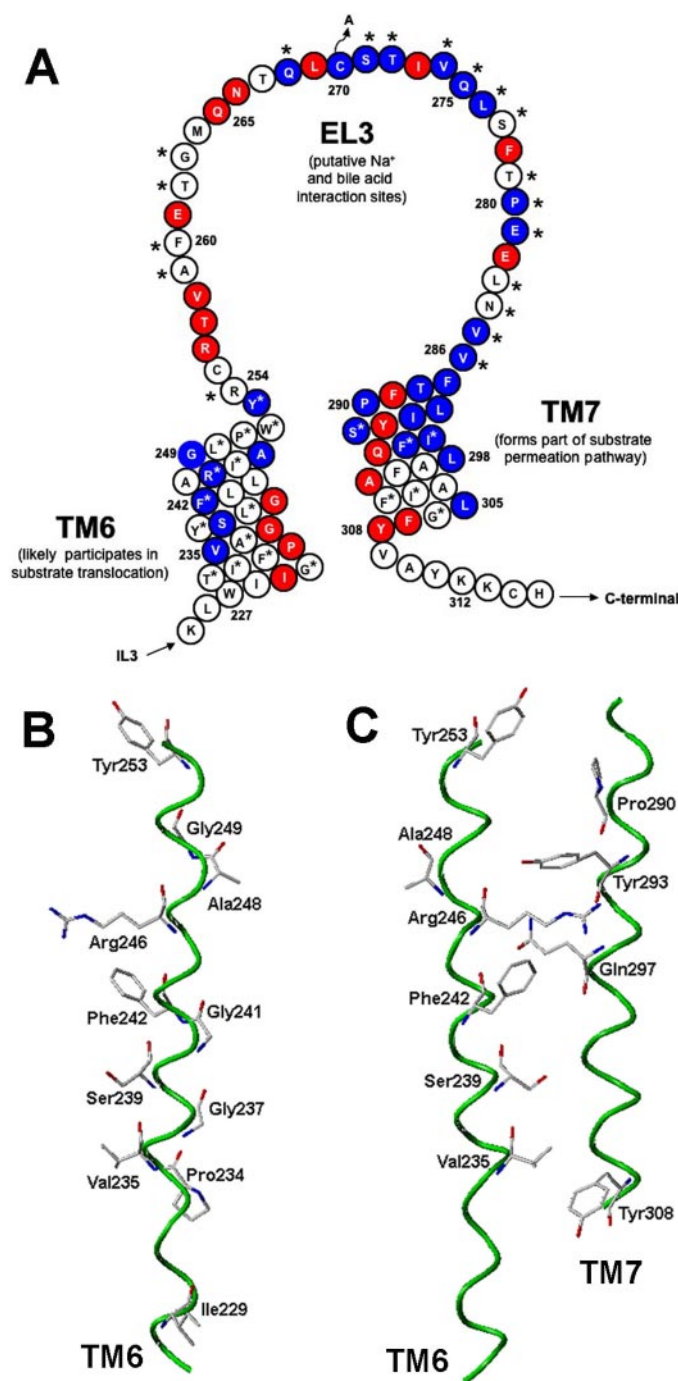 A
A
Q L C S T I V Q L S F T P E E L N V V
* * * * * * * * * * * *
T N Q M G T E F A V T R C R
* * * * *
265
270
275
280
286
260
254
EL3
(putative Na⁺
and bile acid
interaction sites)
Y*
L* P* W*
249 G R* I* A
A F* L L G
242 Y* S L* G
235 V A* F* P
T* I* I I G*
L W
K
227
TM6
(likely participates in
substrate translocation)
IL3
290 P F T F
S* Y I L
Q F* I* L 298
A F A A L 305
F* I* G*
308 Y F
V A Y K K C H
312
C-terminal
TM7
(forms part of substrate
permeation pathway)
B
Tyr253
Gly249
Ala248
Arg246
Phe242
Gly241
Ser239
Gly237
Val235
Pro234
Ile229
TM6
C
Tyr253
Pro290
Ala248
Tyr293
Arg246
Gln297
Phe242
Ser239
Val235
Tyr308
TM7
TM6